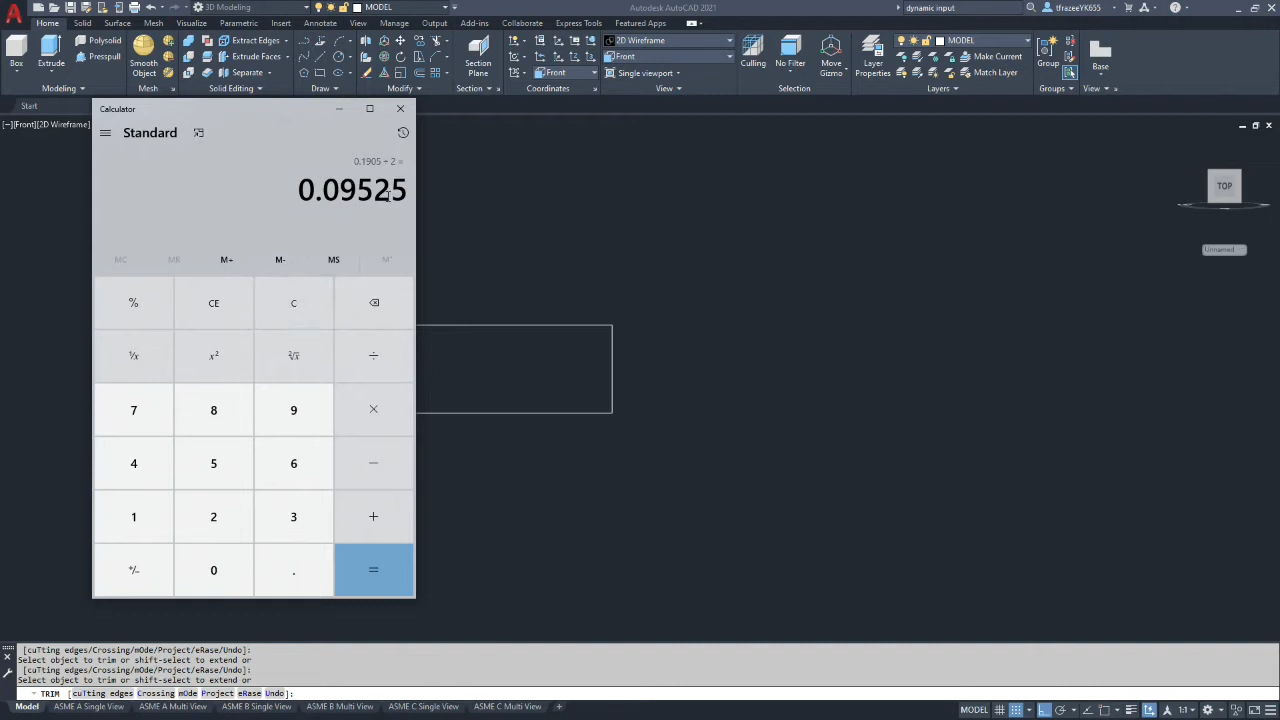 3D Modeling
MODEL
Autodesk AutoCAD 2021
dynamic input
tfrazeeYK655
Home Solid Surface Mesh Visualize Parametric Insert Annotate View Manage Output Add-ins Collaborate Express Tools Featured Apps
Polysolid
Presspull
Extract Edges
Extrude Faces
Separate
2D Wireframe
Front
Front
Single viewport
MODEL
Make Current
Match Layer
Box
Extrude
Smooth
Object
Section
Plane
Culling
No Filter
Move
Gizmo
Layer
Properties
Group
Base
Modeling
Mesh
Solid Editing
Draw
Modify
Section
Coordinates
View
Selection
Layers
Groups
View
Start
[−][Front][2D Wireframe]
Calculator
Standard
0.1905 ÷ 2 =
0.09525
MC MR M+ M- MS M˅
% CE C
⅟x x² ²√x ÷
7 8 9 ×
4 5 6 −
1 2 3 +
+/− 0 . =
TOP
Unnamed
[cuTting edges/Crossing/mOde/Project/eRase/Undo]:
Select object to trim or shift-select to extend or
[cuTting edges/Crossing/mOde/Project/eRase/Undo]:
Select object to trim or shift-select to extend or
TRIM [cuTting edges Crossing mOde Project eRase Undo]:
Model ASME A Single View ASME A Multi View ASME B Single View ASME B Multi View ASME C Single View ASME C Multi View +
MODEL 1:1